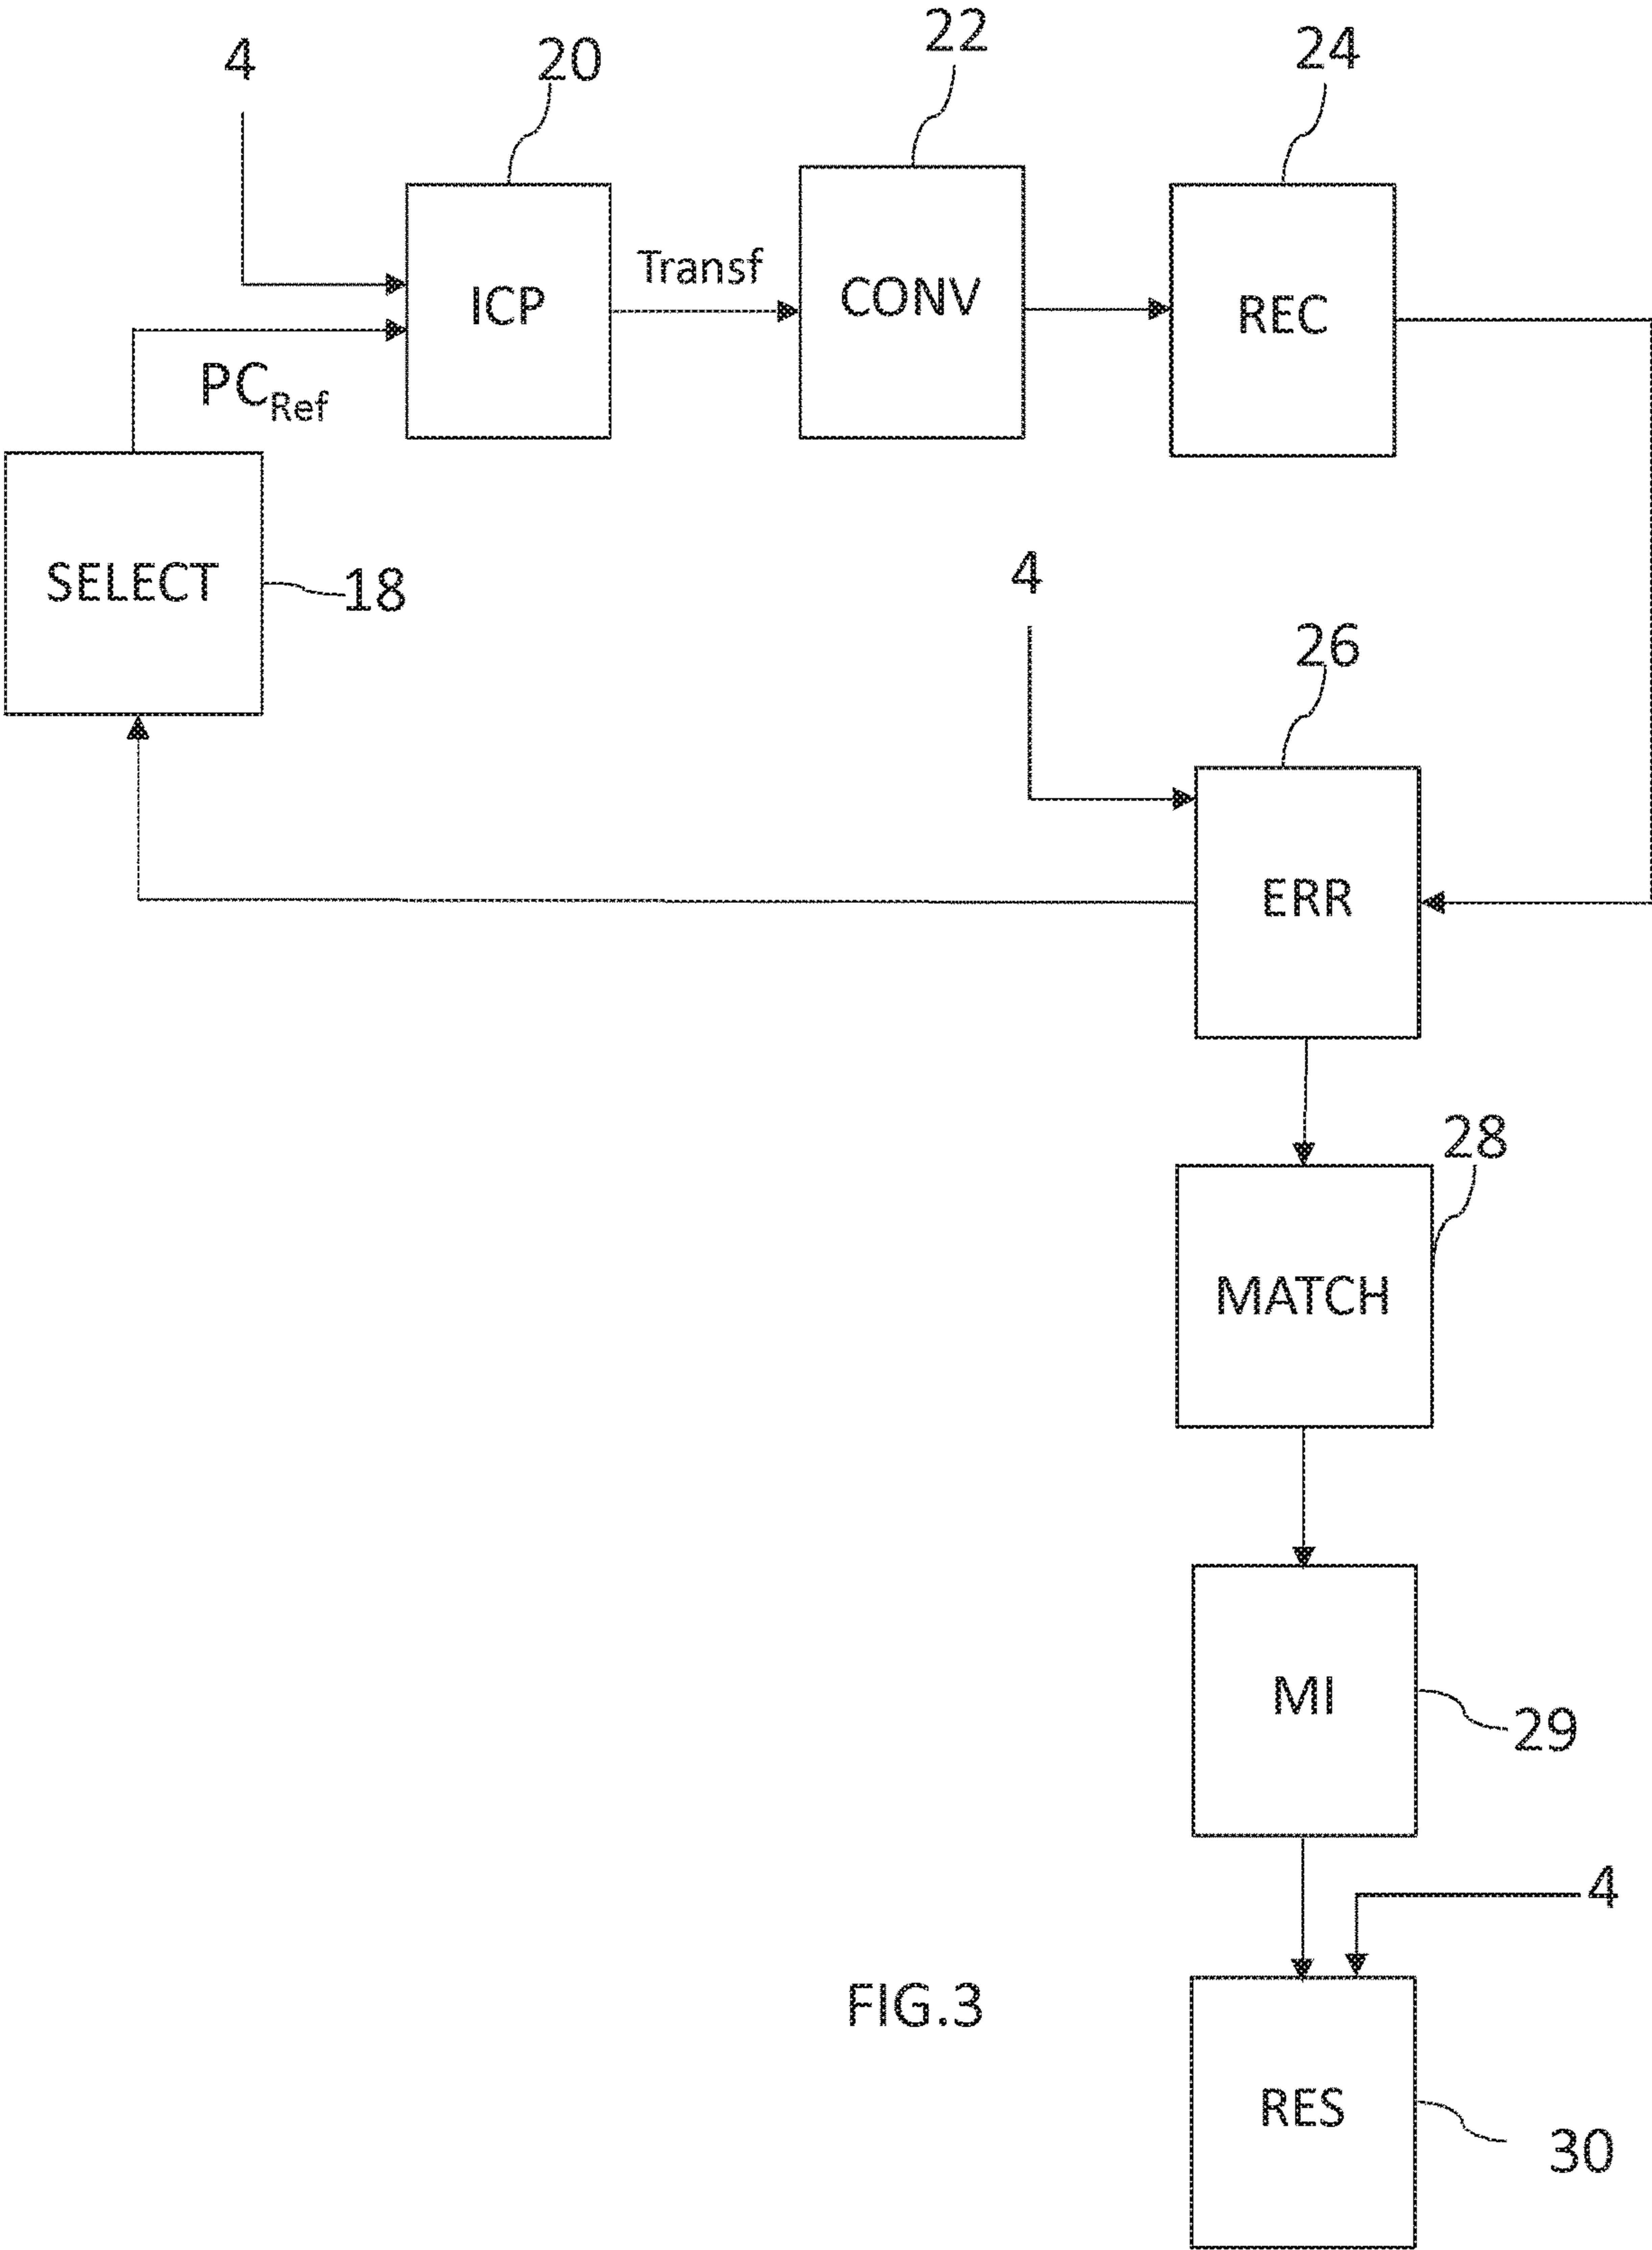 4
20
22
24
ICP
Transf
CONV
REC
PCRef
SELECT
18
4
26
ERR
28
MATCH
MI
29
4
FIG.3
RES
30